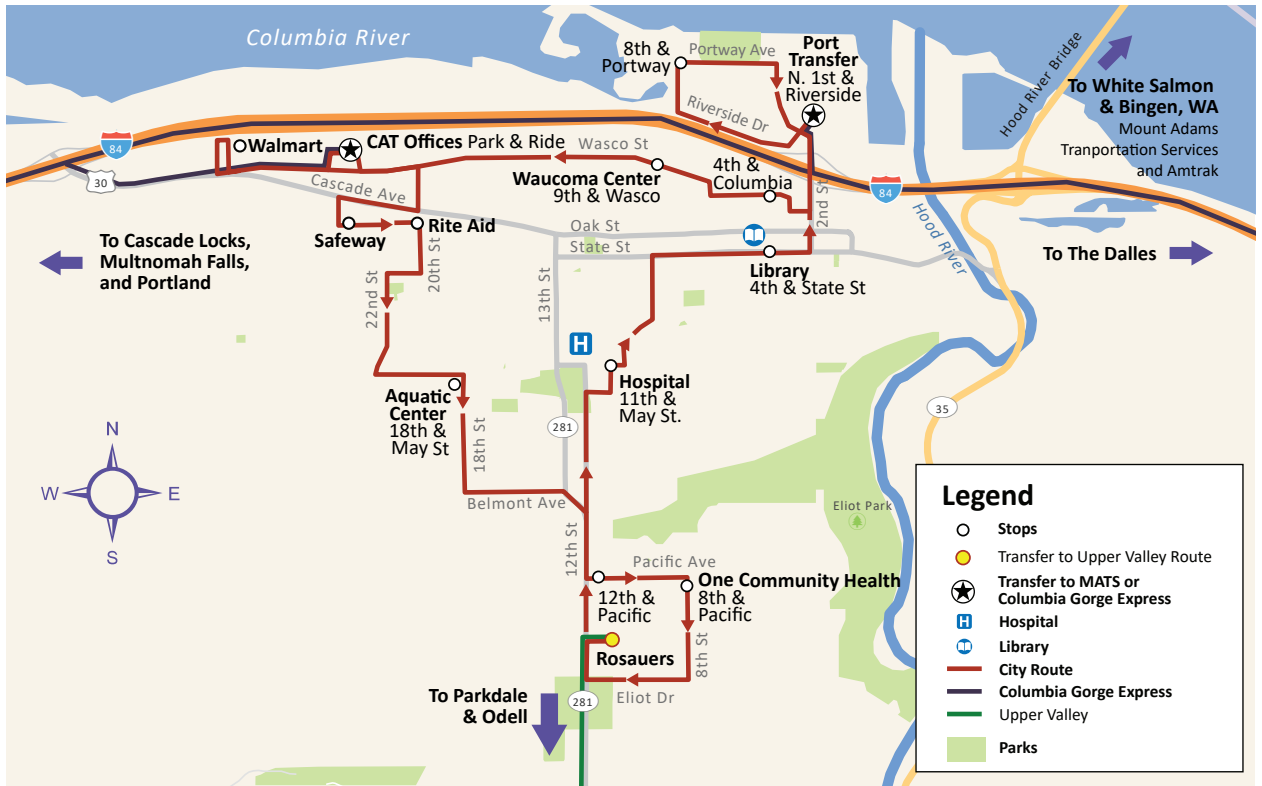 Columbia River
8th &
Portway
Portway Ave
Port
Transfer
N. 1st &
Riverside
Riverside Dr
Hood River Bridge
To White Salmon
& Bingen, WA
Mount Adams
Tranportation Services
and Amtrak
84
Walmart
CAT Offices Park & Ride
Wasco St
30
Cascade Ave
Waucoma Center
9th & Wasco
4th &
Columbia
2nd St
84
Hood River
Safeway
Rite Aid
Oak St
State St
Library
4th & State St
To The Dalles
To Cascade Locks,
Multnomah Falls,
and Portland
22nd St
20th St
13th St
H
Hospital
11th &
May St.
Aquatic
Center
18th &
May St
18th St
281
35
N
W
E
S
Belmont Ave
Eliot Park
12th St
Pacific Ave
12th &
Pacific
One Community Health
8th &
Pacific
8th St
Rosauers
Eliot Dr
281
To Parkdale
& Odell
Legend
Stops
Transfer to Upper Valley Route
Transfer to MATS or
Columbia Gorge Express
H
Hospital
Library
City Route
Columbia Gorge Express
Upper Valley
Parks